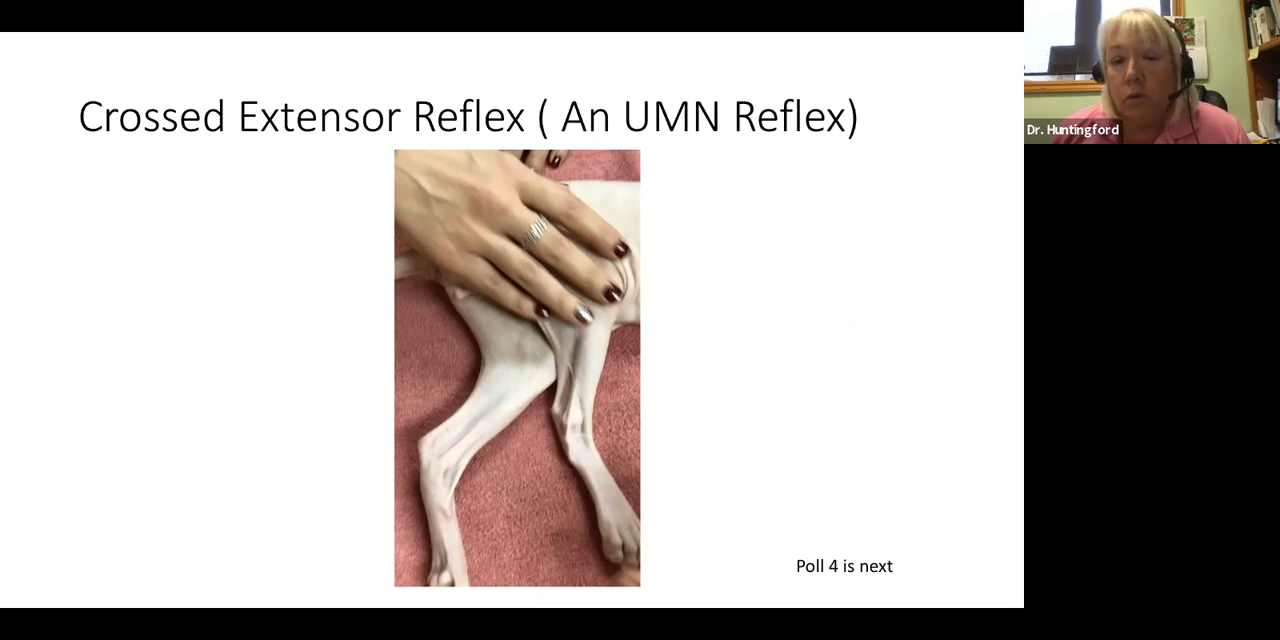 Crossed Extensor Reflex ( An UMN Reflex)
Dr. Huntingford
Poll 4 is next